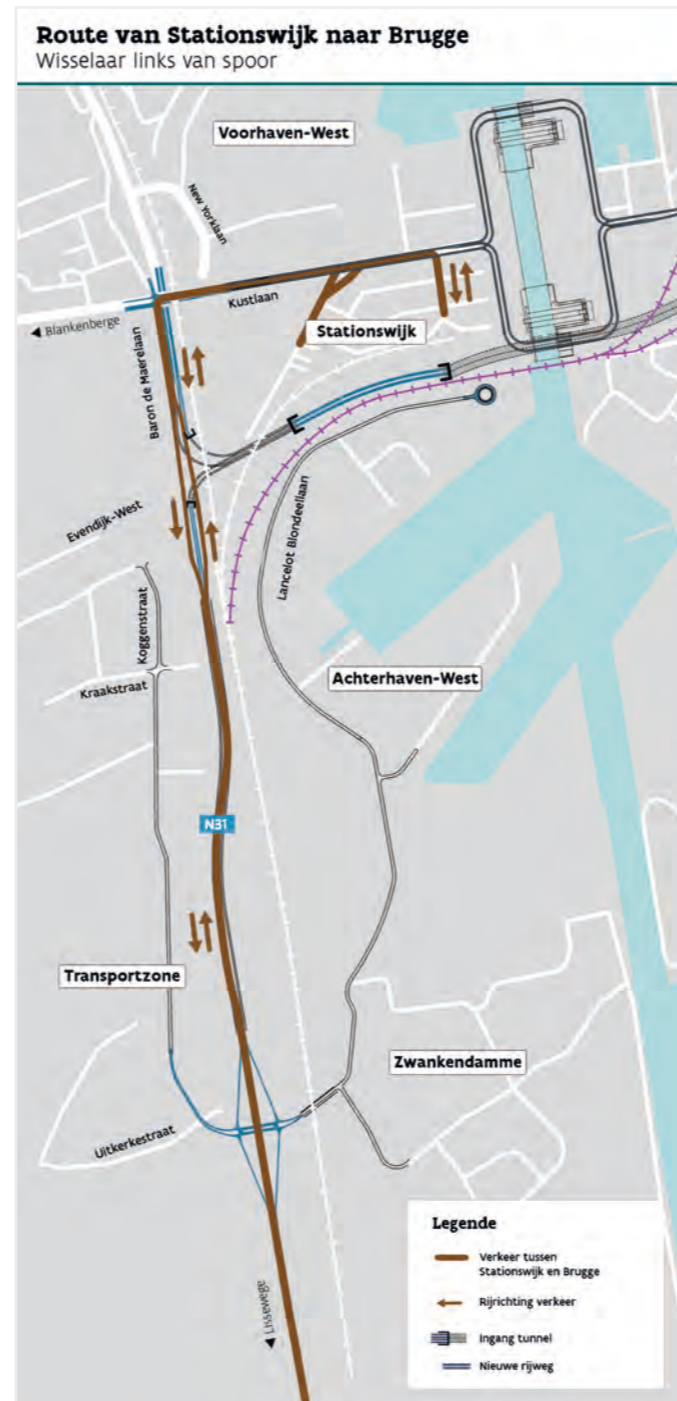 Route van Stationswijk naar Brugge
Wisselaar links van spoor
Voorhaven-West
New Yorklaan
Kustlaan
◄ Blankenberge
Stationswijk
Baron de Maerelaan
Evendijk-West
Lancelot Blondeellaan
Koggenstraat
Achterhaven-West
Kraakstraat
N31
Transportzone
Zwankendamme
Uitkerkestraat
◄ Lissewege
Legende
Verkeer tussen
Stationswijk en Brugge
Rijrichting verkeer
Ingang tunnel
Nieuwe rijweg